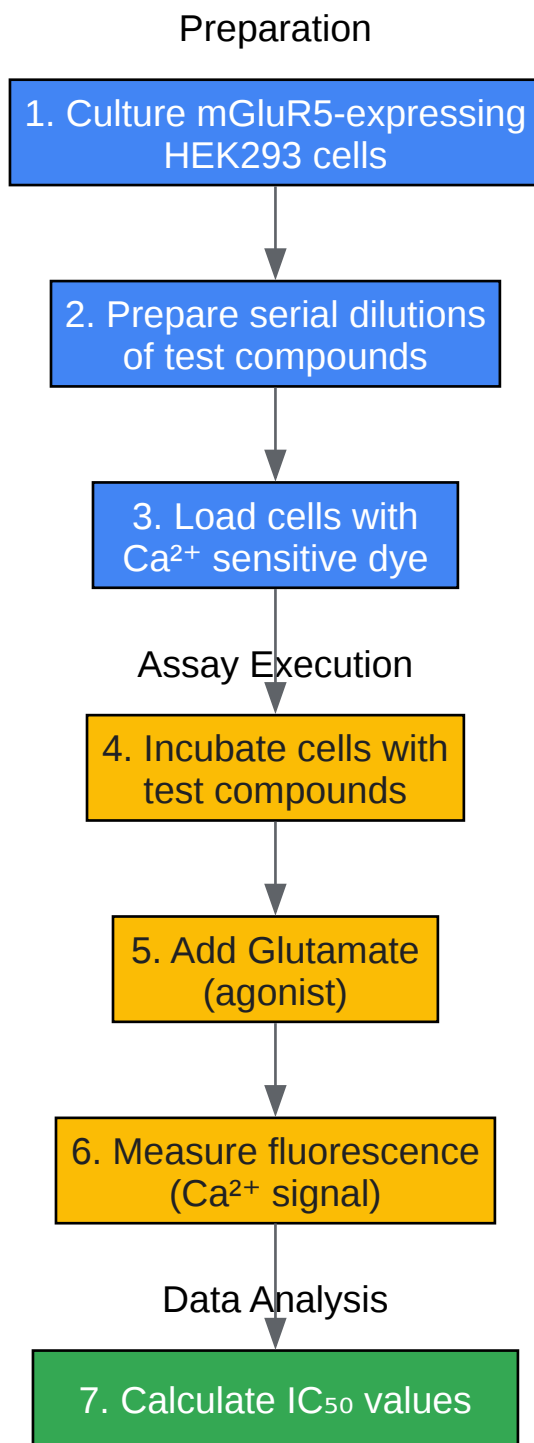 Preparation
1. Culture mGluR5-expressing
HEK293 cells
2. Prepare serial dilutions
of test compounds
3. Load cells with
Ca²⁺ sensitive dye
Assay Execution
4. Incubate cells with
test compounds
5. Add Glutamate
(agonist)
6. Measure fluorescence
(Ca²⁺ signal)
Data Analysis
7. Calculate IC₅₀ values